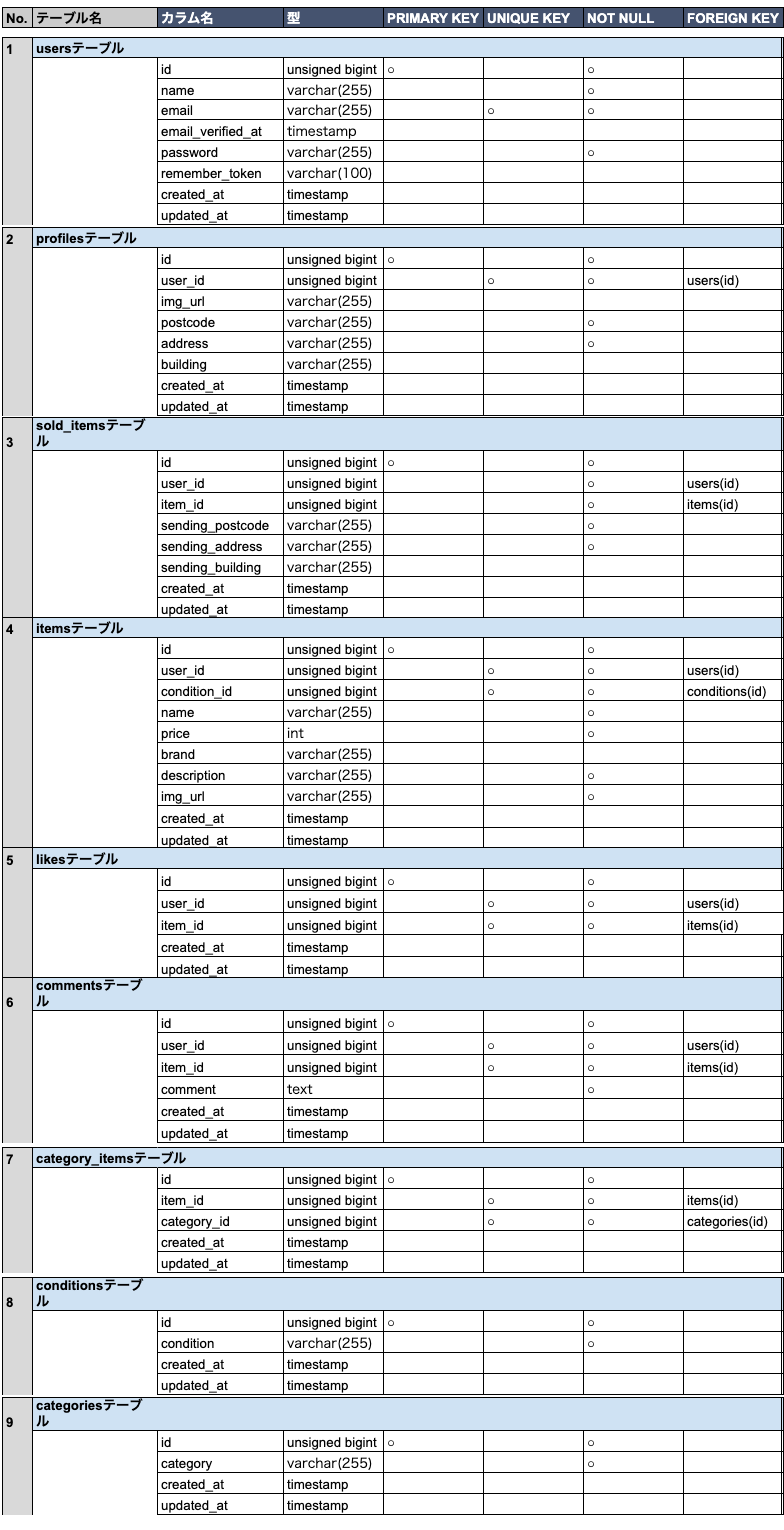 No. テーブル名 カラム名 型 PRIMARY KEY UNIQUE KEY NOT NULL FOREIGN KEY
1 usersテーブル
id unsigned bigint ○ ○
name varchar(255) ○
email varchar(255) ○ ○
email_verified_at timestamp
password varchar(255) ○
remember_token varchar(100)
created_at timestamp
updated_at timestamp
2 profilesテーブル
id unsigned bigint ○ ○
user_id unsigned bigint ○ ○ users(id)
img_url varchar(255)
postcode varchar(255) ○
address varchar(255) ○
building varchar(255)
created_at timestamp
updated_at timestamp
3 sold_itemsテーブ
ル
id unsigned bigint ○ ○
user_id unsigned bigint ○ users(id)
item_id unsigned bigint ○ items(id)
sending_postcode varchar(255) ○
sending_address varchar(255) ○
sending_building varchar(255)
created_at timestamp
updated_at timestamp
4 itemsテーブル
id unsigned bigint ○ ○
user_id unsigned bigint ○ ○ users(id)
condition_id unsigned bigint ○ ○ conditions(id)
name varchar(255) ○
price int ○
brand varchar(255)
description varchar(255) ○
img_url varchar(255) ○
created_at timestamp
updated_at timestamp
5 likesテーブル
id unsigned bigint ○ ○
user_id unsigned bigint ○ ○ users(id)
item_id unsigned bigint ○ ○ items(id)
created_at timestamp
updated_at timestamp
6 commentsテーブ
ル
id unsigned bigint ○ ○
user_id unsigned bigint ○ ○ users(id)
item_id unsigned bigint ○ ○ items(id)
comment text ○
created_at timestamp
updated_at timestamp
7 category_itemsテーブル
id unsigned bigint ○ ○
item_id unsigned bigint ○ ○ items(id)
category_id unsigned bigint ○ ○ categories(id)
created_at timestamp
updated_at timestamp
8 conditionsテーブ
ル
id unsigned bigint ○ ○
condition varchar(255) ○
created_at timestamp
updated_at timestamp
9 categoriesテーブ
ル
id unsigned bigint ○ ○
category varchar(255) ○
created_at timestamp
updated_at timestamp